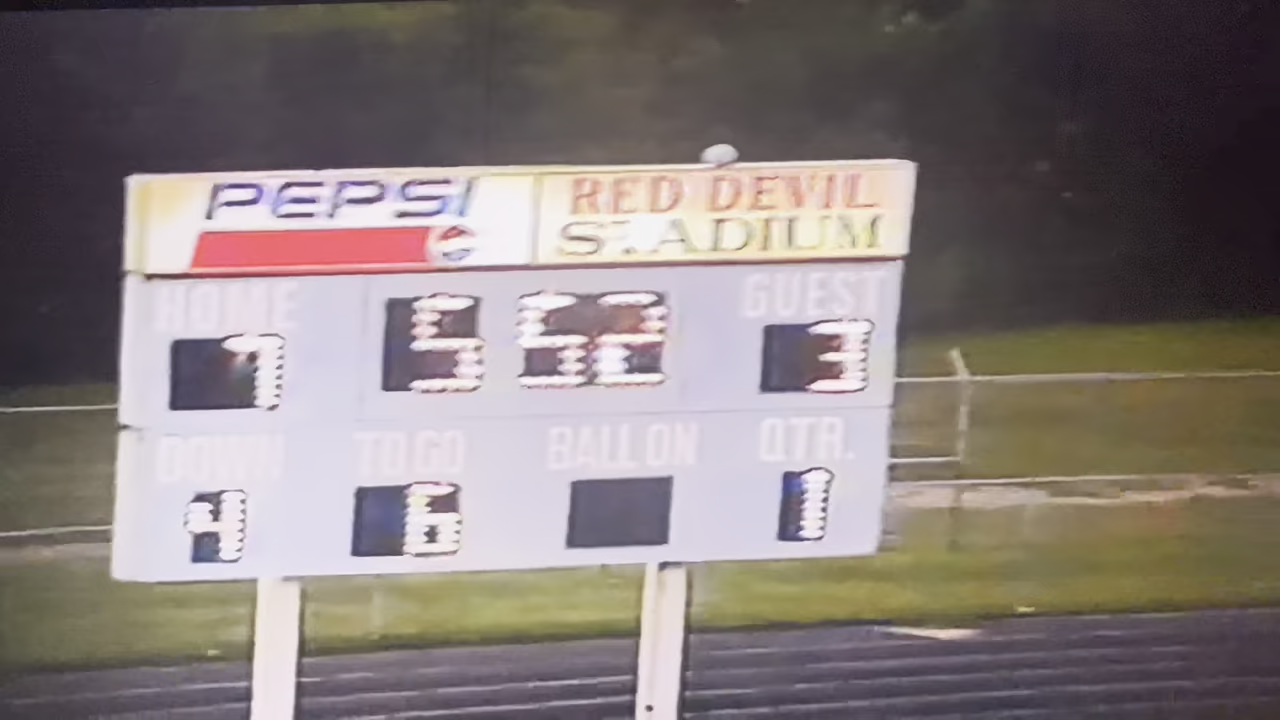 PEPSI
RED DEVIL
STADIUM
HOME
5 52
GUEST
7
3
DOWN
TO GO
BALL ON
QTR.
4
6
1